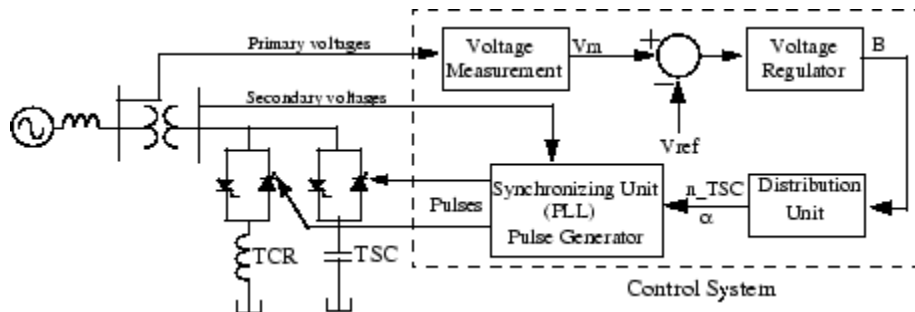 Primary voltages
Voltage
Measurement
Vm
+
−
Voltage
Regulator
B
Secondary voltages
Vref
Pulses
Synchronizing Unit
(PLL)
Pulse Generator
n_TSC
α
Distribution
Unit
TCR
TSC
Control System